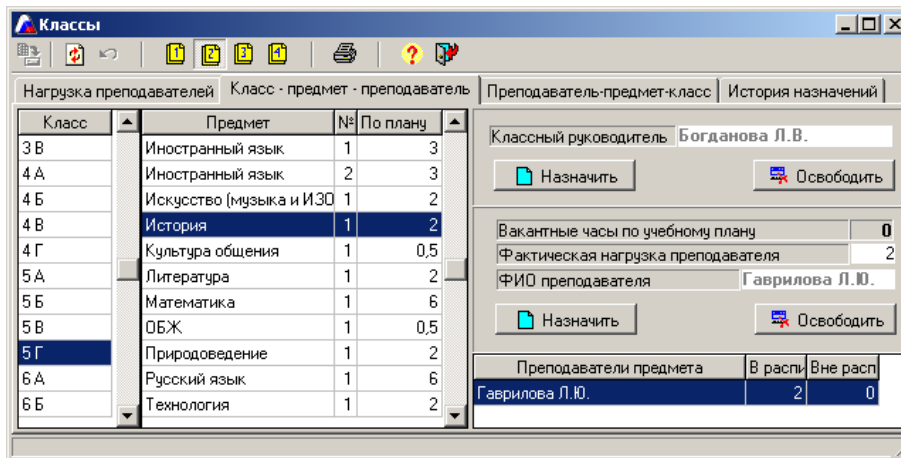 Классы
1 2 3 4 ?
Нагрузка преподавателей Класс - предмет - преподаватель Преподаватель-предмет-класс История назначений
Класс Предмет № По плану
3 В Иностранный язык 1 3
4 А Иностранный язык 2 3
4 Б Искусство (музыка и ИЗО 1 2
4 В История 1 2
4 Г Культура общения 1 0,5
5 А Литература 1 2
5 Б Математика 1 6
5 В ОБЖ 1 0,5
5 Г Природоведение 1 2
6 А Русский язык 1 6
6 Б Технология 1 2
Классный руководитель Богданова Л.В.
Назначить Освободить
Вакантные часы по учебному плану 0
Фактическая нагрузка преподавателя 2
ФИО преподавателя Гаврилова Л.Ю.
Назначить Освободить
Преподаватели предмета В распи Вне расп
Гаврилова Л.Ю. 2 0